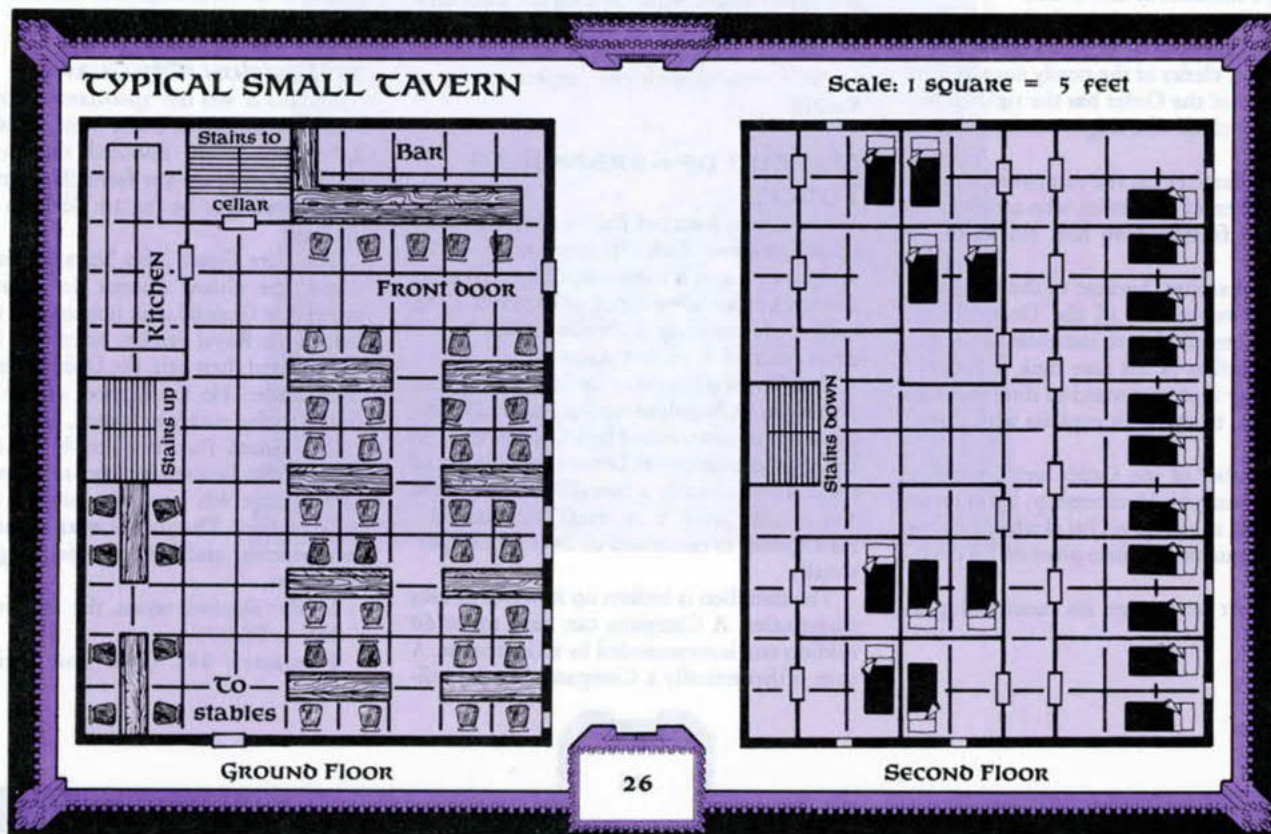 TYPICAL SMALL TAVERN
Scale: 1 square = 5 feet
Stairs to
cellar
Bar
Kitchen
Front door
Stairs up
To
stables
Stairs down
GROUND FLOOR
SECOND FLOOR
26